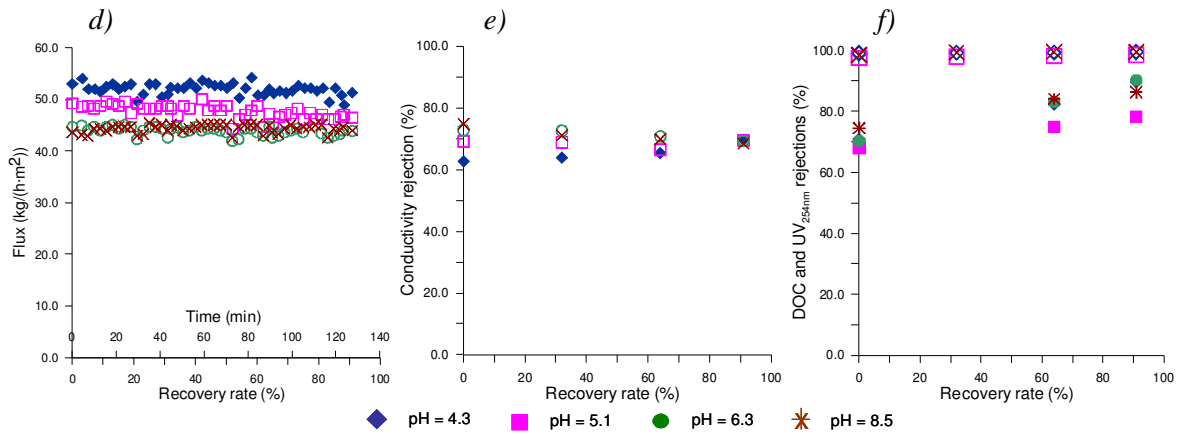 d)
Flux (kg/(h·m²))
60.0
50.0
40.0
30.0
20.0
10.0
0.0
Time (min)
0 20 40 60 80 100 120 140
0 20 40 60 80 100
Recovery rate (%)
e)
Conductivity rejection (%)
100.0
80.0
60.0
40.0
20.0
0.0
0 20 40 60 80 100
Recovery rate (%)
f)
DOC and UV254nm rejections (%)
100.0
80.0
60.0
40.0
20.0
0.0
0 20 40 60 80 100
Recovery rate (%)
pH = 4.3 pH = 5.1 pH = 6.3 pH = 8.5